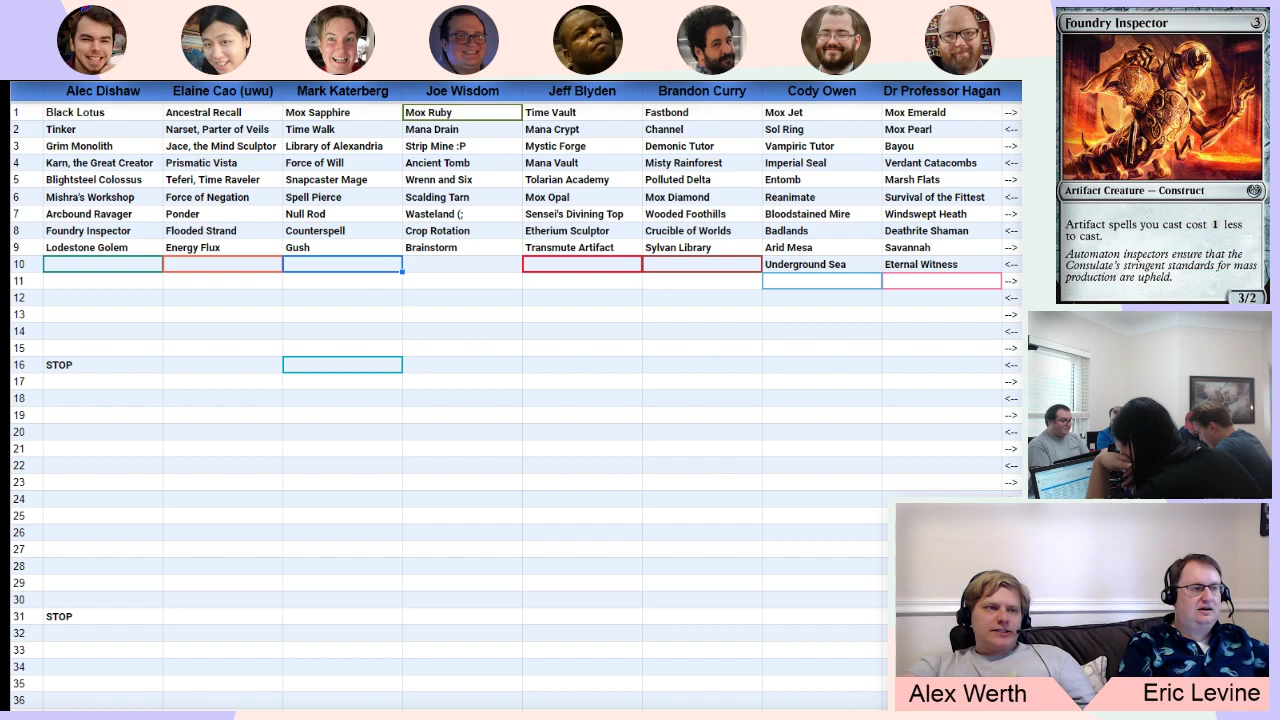 Alec Dishaw Elaine Cao (uwu) Mark Katerberg Joe Wisdom Jeff Blyden Brandon Curry Cody Owen Dr Professor Hagan
1 Black Lotus Ancestral Recall Mox Sapphire Mox Ruby Time Vault Fastbond Mox Jet Mox Emerald -->
2 Tinker Narset, Parter of Veils Time Walk Mana Drain Mana Crypt Channel Sol Ring Mox Pearl <--
3 Grim Monolith Jace, the Mind Sculptor Library of Alexandria Strip Mine :P Mystic Forge Demonic Tutor Vampiric Tutor Bayou -->
4 Karn, the Great Creator Prismatic Vista Force of Will Ancient Tomb Mana Vault Misty Rainforest Imperial Seal Verdant Catacombs <--
5 Blightsteel Colossus Teferi, Time Raveler Snapcaster Mage Wren and Six Tolarian Academy Polluted Delta Entomb Marsh Flats -->
6 Mishra's Workshop Force of Negation Spell Pierce Scalding Tarn Mox Opal Mox Diamond Reanimate Survival of the Fittest <--
7 Arcbound Ravager Ponder Null Rod Wasteland (; Sensei's Divining Top Wooded Foothills Bloodstained Mire Windswept Heath -->
8 Foundry Inspector Flooded Strand Counterspell Crop Rotation Etherium Sculptor Crucible of Worlds Badlands Deathrite Shaman <--
9 Lodestone Golem Energy Flux Gush Brainstorm Transmute Artifact Sylvan Library Arid Mesa Savannah -->
10 Underground Sea Eternal Witness <--
11 -->
12 <--
13 -->
14 <--
15 -->
16 STOP <--
17 -->
18 <--
19 -->
20 <--
21 -->
22 <--
23 -->
24
25
26
27
28
29
30
31 STOP
32
33
34
35
36
Foundry Inspector 3
Artifact Creature — Construct
Artifact spells you cast cost 1 less
to cast.
Automaton inspectors ensure that the
Consulate's stringent standards for mass
production are upheld.
3/2
Alex Werth
Eric Levine